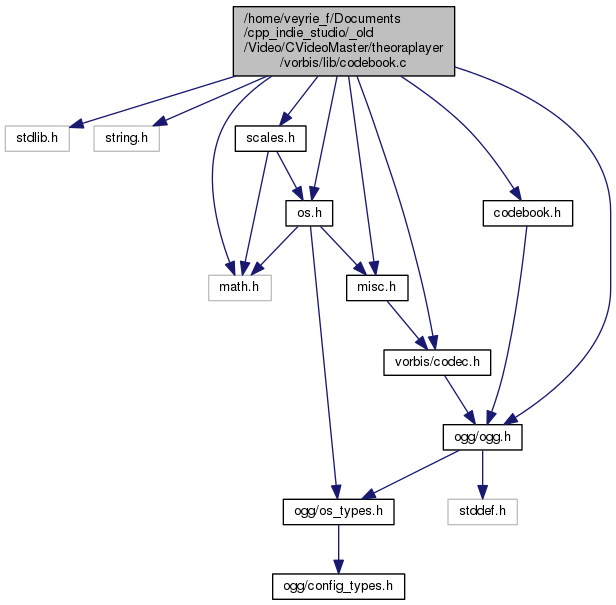 /home/veyrie_f/Documents
/cpp_indie_studio/_old
/Video/CVideoMaster/theoraplayer
/vorbis/lib/codebook.c
stdlib.h
string.h
scales.h
os.h
codebook.h
math.h
misc.h
vorbis/codec.h
ogg/ogg.h
ogg/os_types.h
stddef.h
ogg/config_types.h